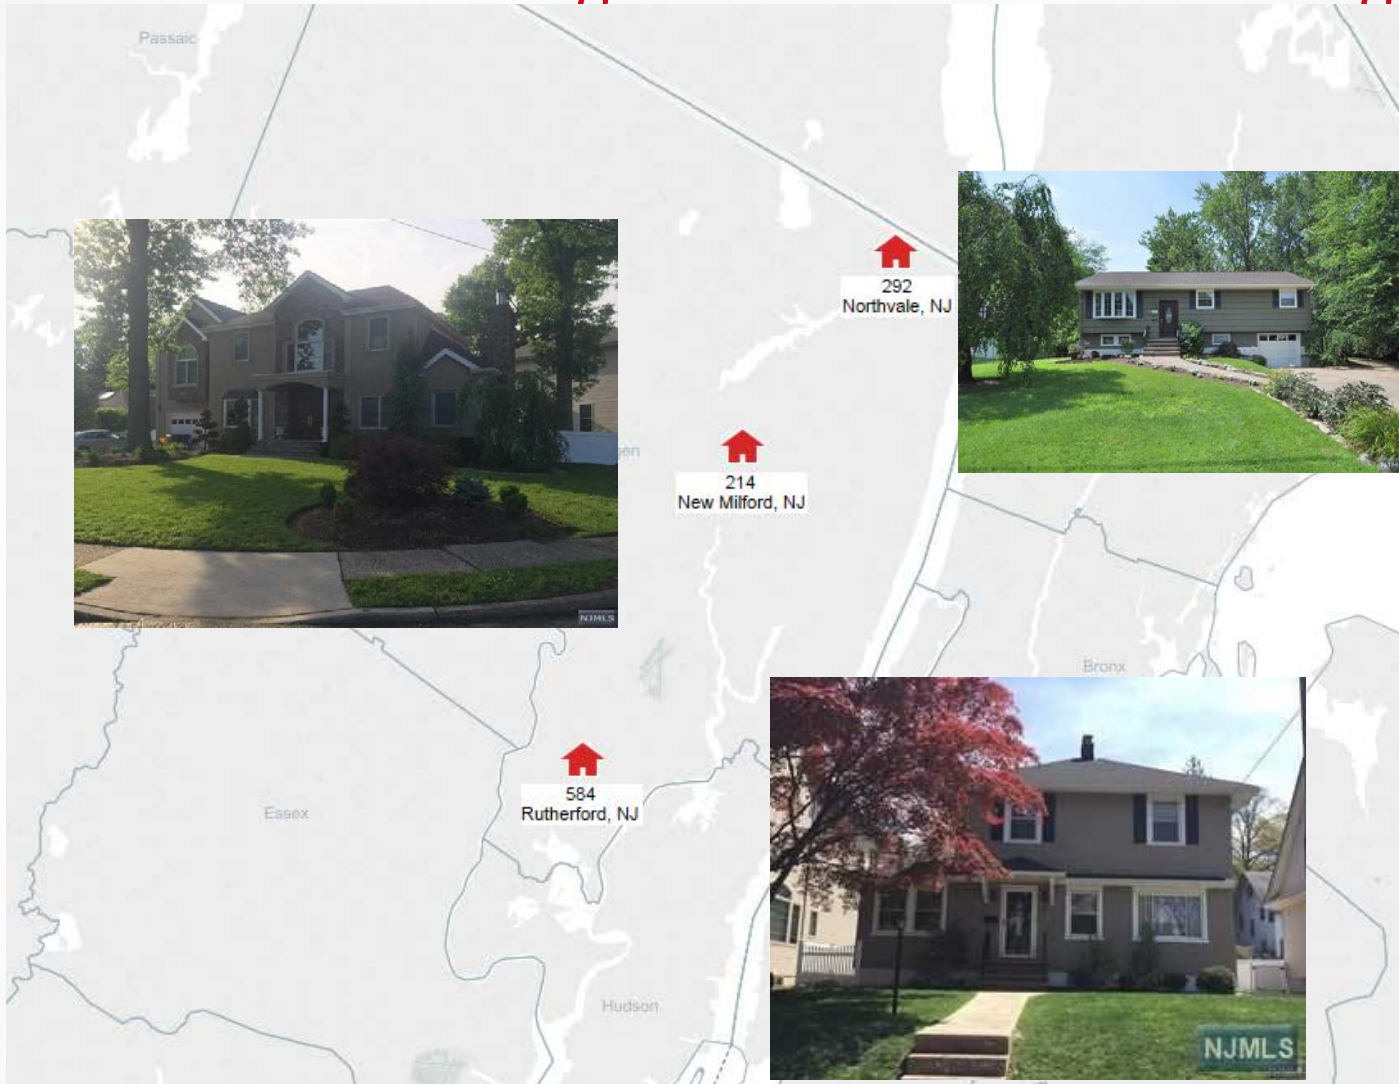 Passaic
292
Northvale, NJ
214
New Milford, NJ
NJMLS
Bronx
584
Rutherford, NJ
Essex
Hudson
NJMLS